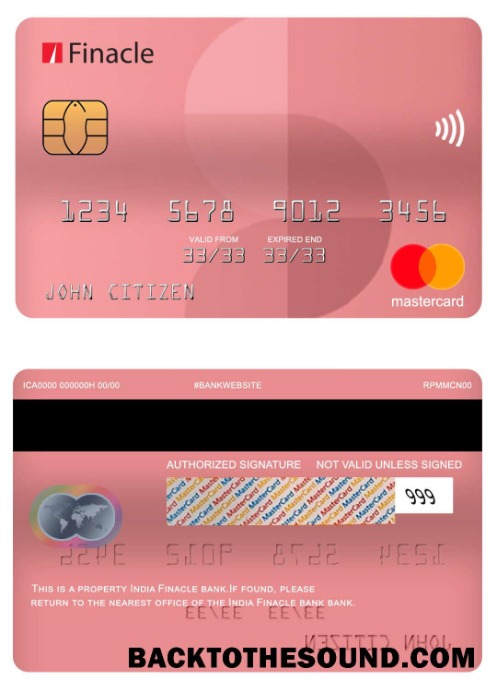 Finacle
1234 5678 9012 3456
VALID FROM EXPIRED END
33/33 33/33
JOHN CITIZEN
mastercard
ICA0000 000000H 00/00 #BANKWEBSITE RPMMCN00
AUTHORIZED SIGNATURE NOT VALID UNLESS SIGNED
MasterCard MasterCard MasterCard
999
THIS IS A PROPERTY INDIA FINACLE BANK.IF FOUND, PLEASE
RETURN TO THE NEAREST OFFICE OF THE INDIA FINACLE BANK BANK.
BACKTOTHESOUND.COM